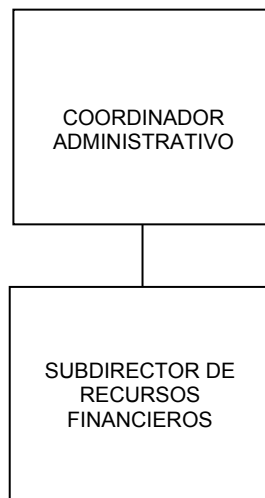 COORDINADOR
ADMINISTRATIVO
SUBDIRECTOR DE
RECURSOS
FINANCIEROS